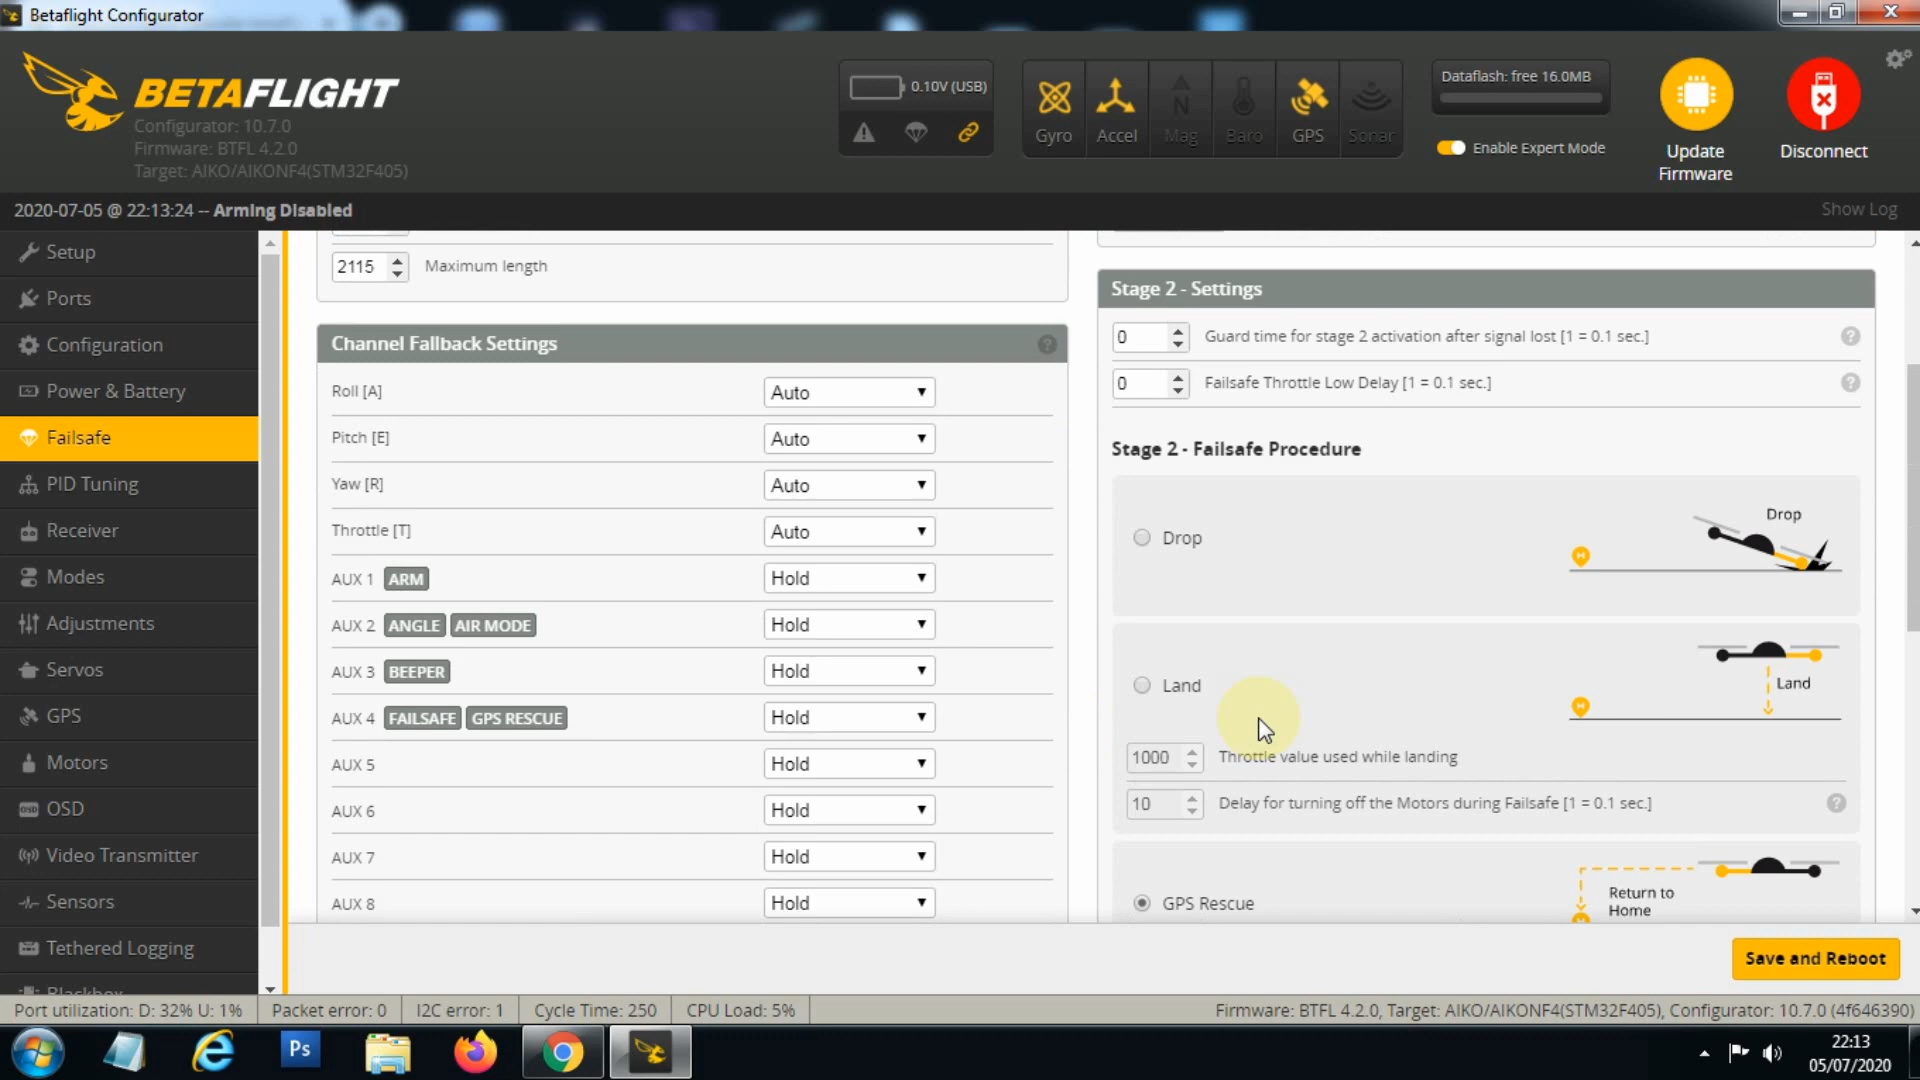 Betaflight Configurator
BETAFLIGHT
Configurator: 10.7.0
Firmware: BTFL 4.2.0
Target: AIKO/AIKONF4(STM32F405)
0.10V (USB)
Gyro
Accel
Mag
Baro
GPS
Sonar
Dataflash: free 16.0MB
Enable Expert Mode
Update
Firmware
Disconnect
2020-07-05 @ 22:13:24 -- Arming Disabled
Show Log
Setup
Ports
Configuration
Power & Battery
Failsafe
PID Tuning
Receiver
Modes
Adjustments
Servos
GPS
Motors
OSD
Video Transmitter
Sensors
Tethered Logging
Blackbox
2115 Maximum length
Channel Fallback Settings
Roll [A] Auto
Pitch [E] Auto
Yaw [R] Auto
Throttle [T] Auto
AUX 1 ARM Hold
AUX 2 ANGLE AIR MODE Hold
AUX 3 BEEPER Hold
AUX 4 FAILSAFE GPS RESCUE Hold
AUX 5 Hold
AUX 6 Hold
AUX 7 Hold
AUX 8 Hold
Stage 2 - Settings
0 Guard time for stage 2 activation after signal lost [1 = 0.1 sec.]
0 Failsafe Throttle Low Delay [1 = 0.1 sec.]
Stage 2 - Failsafe Procedure
Drop
Drop
Land
Land
1000 Throttle value used while landing
10 Delay for turning off the Motors during Failsafe [1 = 0.1 sec.]
GPS Rescue
Return to
Home
Save and Reboot
Port utilization: D: 32% U: 1%
Packet error: 0
I2C error: 1
Cycle Time: 250
CPU Load: 5%
Firmware: BTFL 4.2.0, Target: AIKO/AIKONF4(STM32F405), Configurator: 10.7.0 (4f646390)
Ps
22:13
05/07/2020